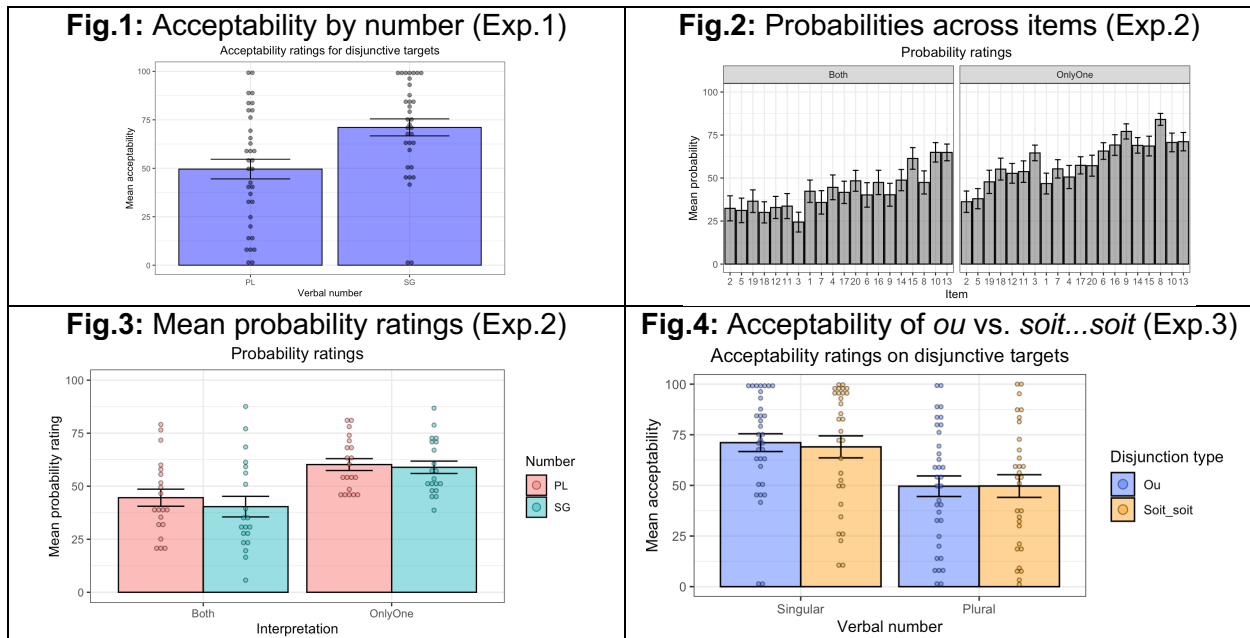 Fig.1: Acceptability by number (Exp.1)
Acceptability ratings for disjunctive targets
100
75
50
25
0
Mean acceptability
PL SG
Verbal number
Fig.2: Probabilities across items (Exp.2)
Probability ratings
Both OnlyOne
100
75
50
25
0
Mean probability
2 5 19 18 12 11 3 1 7 4 17 20 6 16 9 14 15 8 10 13 2 5 19 18 12 11 3 1 7 4 17 20 6 16 9 14 15 8 10 13
Item
Fig.3: Mean probability ratings (Exp.2)
Probability ratings
100
75
50
25
0
Mean probability rating
Both OnlyOne
Interpretation
Number
PL
SG
Fig.4: Acceptability of ou vs. soit...soit (Exp.3)
Acceptability ratings on disjunctive targets
100
75
50
25
0
Mean acceptability
Singular Plural
Verbal number
Disjunction type
Ou
Soit_soit